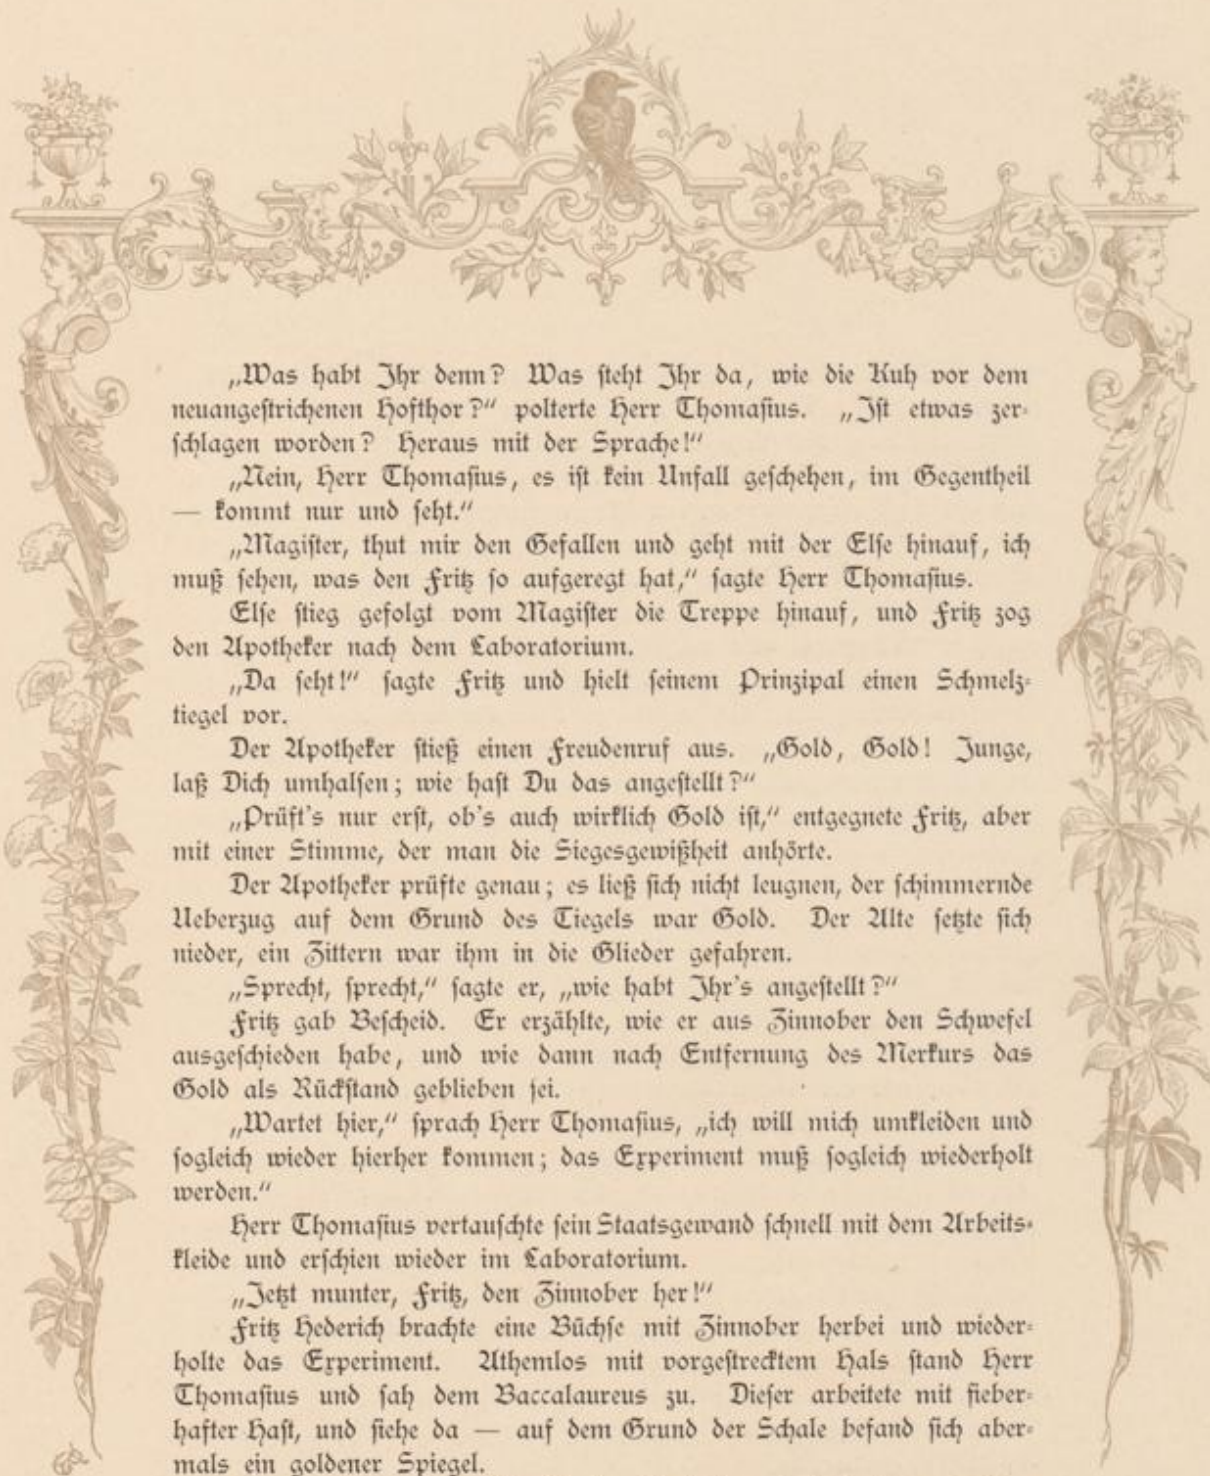 „Was habt Ihr denn? Was steht Ihr da, wie die Kuh vor dem
neuangestrichenen Hofthor?“ polterte Herr Thomasius. „Ist etwas zer-
schlagen worden? Heraus mit der Sprache!“
„Nein, Herr Thomasius, es ist kein Unfall geschehen, im Gegentheil
— kommt nur und seht.“
„Magister, thut mir den Gefallen und geht mit der Else hinauf, ich
muß sehen, was den Fritz so aufgeregt hat,“ sagte Herr Thomasius.
Else stieg gefolgt vom Magister die Treppe hinauf, und Fritz zog
den Apotheker nach dem Laboratorium.
„Da seht!“ sagte Fritz und hielt seinem Prinzipal einen Schmelz-
tiegel vor.
Der Apotheker stieß einen Freudenruf aus. „Gold, Gold! Junge,
laß Dich umhalsen; wie hast Du das angestellt?“
„Prüft's nur erst, ob's auch wirklich Gold ist,“ entgegnete Fritz, aber
mit einer Stimme, der man die Siegesgewißheit anhörte.
Der Apotheker prüfte genau; es ließ sich nicht leugnen, der schimmernde
Ueberzug auf dem Grund des Tiegels war Gold. Der Alte setzte sich
nieder, ein Zittern war ihm in die Glieder gefahren.
„Sprecht, sprecht,“ sagte er, „wie habt Ihr's angestellt?“
Fritz gab Bescheid. Er erzählte, wie er aus Zinnober den Schwefel
ausgeschieden habe, und wie dann nach Entfernung des Merkurs das
Gold als Rückstand geblieben sei.
„Wartet hier,“ sprach Herr Thomasius, „ich will mich umkleiden und
sogleich wieder hierher kommen; das Experiment muß sogleich wiederholt
werden.“
Herr Thomasius vertauschte sein Staatsgewand schnell mit dem Arbeits-
kleide und erschien wieder im Laboratorium.
„Jetzt munter, Fritz, den Zinnober her!“
Fritz Hederich brachte eine Büchse mit Zinnober herbei und wieder-
holte das Experiment. Athemlos mit vorgestrecktem Hals stand Herr
Thomasius und sah dem Baccalaureus zu. Dieser arbeitete mit fieber-
hafter Hast, und siehe da — auf dem Grund der Schale befand sich aber-
mals ein goldener Spiegel.